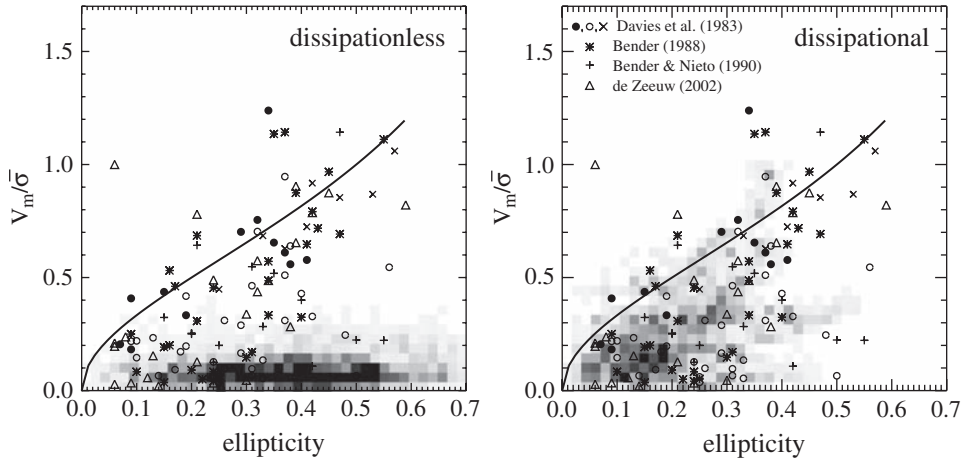 dissipationless
1.5
1.0
0.5
0.0
V_m/σ̄
0.0 0.1 0.2 0.3 0.4 0.5 0.6 0.7
ellipticity
dissipational
●,○,× Davies et al. (1983)
Bender (1988)
Bender & Nieto (1990)
de Zeeuw (2002)
1.5
1.0
0.5
0.0
V_m/σ̄
0.0 0.1 0.2 0.3 0.4 0.5 0.6 0.7
ellipticity